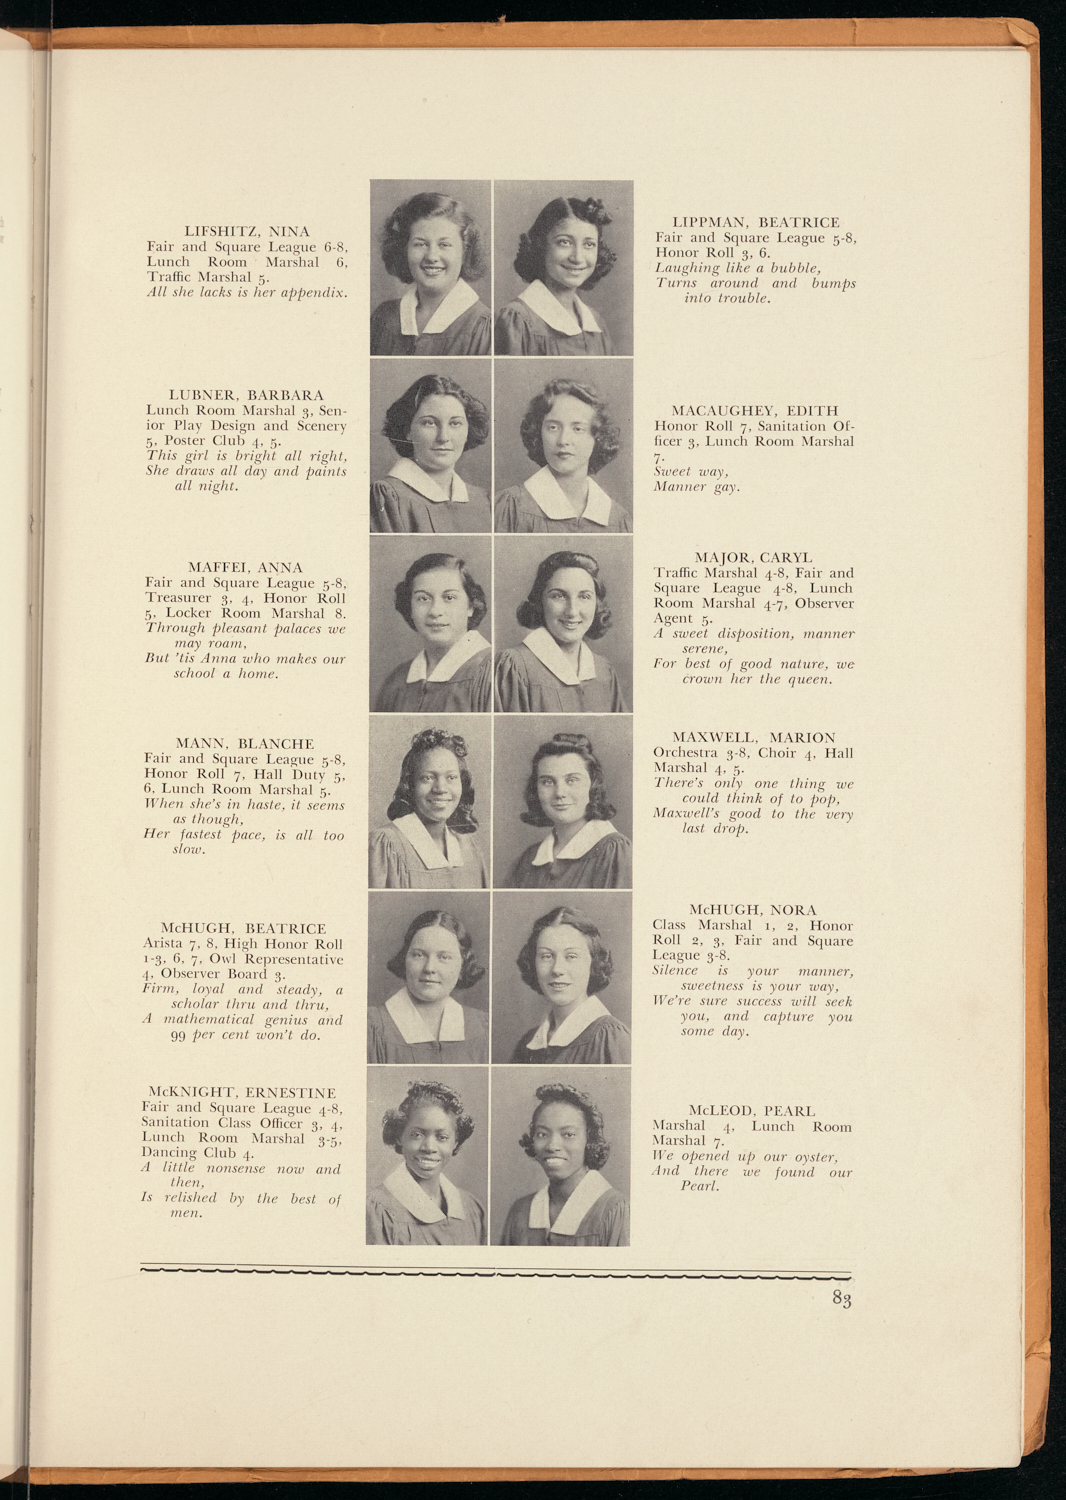 LIFSHITZ, NINA
Fair and Square League 6-8,
Lunch Room Marshal 6,
Traffic Marshal 5.
All she lacks is her appendix.
LIPPMAN, BEATRICE
Fair and Square League 5-8,
Honor Roll 3, 6.
Laughing like a bubble,
Turns around and bumps
into trouble.
LUBNER, BARBARA
Lunch Room Marshal 3, Sen-
ior Play Design and Scenery
5, Poster Club 4, 5.
This girl is bright all right,
She draws all day and paints
all night.
MACAUGHEY, EDITH
Honor Roll 7, Sanitation Of-
ficer 3, Lunch Room Marshal
7.
Sweet way,
Manner gay.
MAFFEI, ANNA
Fair and Square League 5-8,
Treasurer 3, 4, Honor Roll
5, Locker Room Marshal 8.
Through pleasant palaces we
may roam,
But 'tis Anna who makes our
school a home.
MAJOR, CARYL
Traffic Marshal 4-8, Fair and
Square League 4-8, Lunch
Room Marshal 4-7, Observer
Agent 5.
A sweet disposition, manner
serene,
For best of good nature, we
crown her the queen.
MANN, BLANCHE
Fair and Square League 5-8,
Honor Roll 7, Hall Duty 5,
6, Lunch Room Marshal 5.
When she's in haste, it seems
as though,
Her fastest pace, is all too
slow.
MAXWELL, MARION
Orchestra 3-8, Choir 4, Hall
Marshal 4, 5.
There's only one thing we
could think of to pop,
Maxwell's good to the very
last drop.
McHUGH, BEATRICE
Arista 7, 8, High Honor Roll
1-3, 6, 7, Owl Representative
4, Observer Board 3.
Firm, loyal and steady, a
scholar thru and thru,
A mathematical genius and
99 per cent won't do.
McHUGH, NORA
Class Marshal 1, 2, Honor
Roll 2, 3, Fair and Square
League 3-8.
Silence is your manner,
sweetness is your way,
We're sure success will seek
you, and capture you
some day.
McKNIGHT, ERNESTINE
Fair and Square League 4-8,
Sanitation Class Officer 3, 4,
Lunch Room Marshal 3-5,
Dancing Club 4.
A little nonsense now and
then,
Is relished by the best of
men.
McLEOD, PEARL
Marshal 4, Lunch Room
Marshal 7.
We opened up our oyster,
And there we found our
Pearl.
83